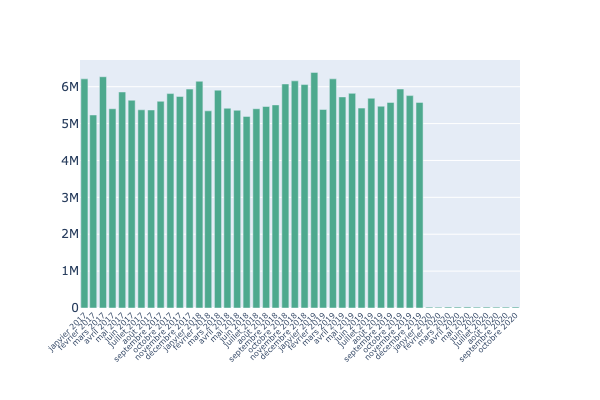 6M
5M
4M
3M
2M
1M
0
janvier 2017
février 2017
mars 2017
avril 2017
mai 2017
juin 2017
juillet 2017
août 2017
septembre 2017
octobre 2017
novembre 2017
décembre 2017
janvier 2018
février 2018
mars 2018
avril 2018
mai 2018
juin 2018
juillet 2018
août 2018
septembre 2018
octobre 2018
novembre 2018
décembre 2018
janvier 2019
février 2019
mars 2019
avril 2019
mai 2019
juin 2019
juillet 2019
août 2019
septembre 2019
octobre 2019
novembre 2019
décembre 2019
janvier 2020
février 2020
mars 2020
avril 2020
mai 2020
juin 2020
juillet 2020
août 2020
septembre 2020
octobre 2020